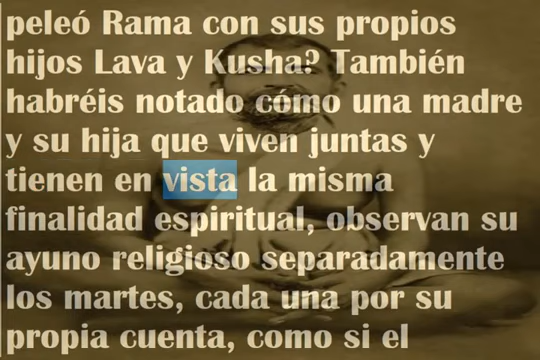 peleó Rama con sus propios
hijos Lava y Kusha? También
habréis notado cómo una madre
y su hija que viven juntas y
tienen en vista la misma
finalidad espiritual, observan su
ayuno religioso separadamente
los martes, cada una por su
propia cuenta, como si el